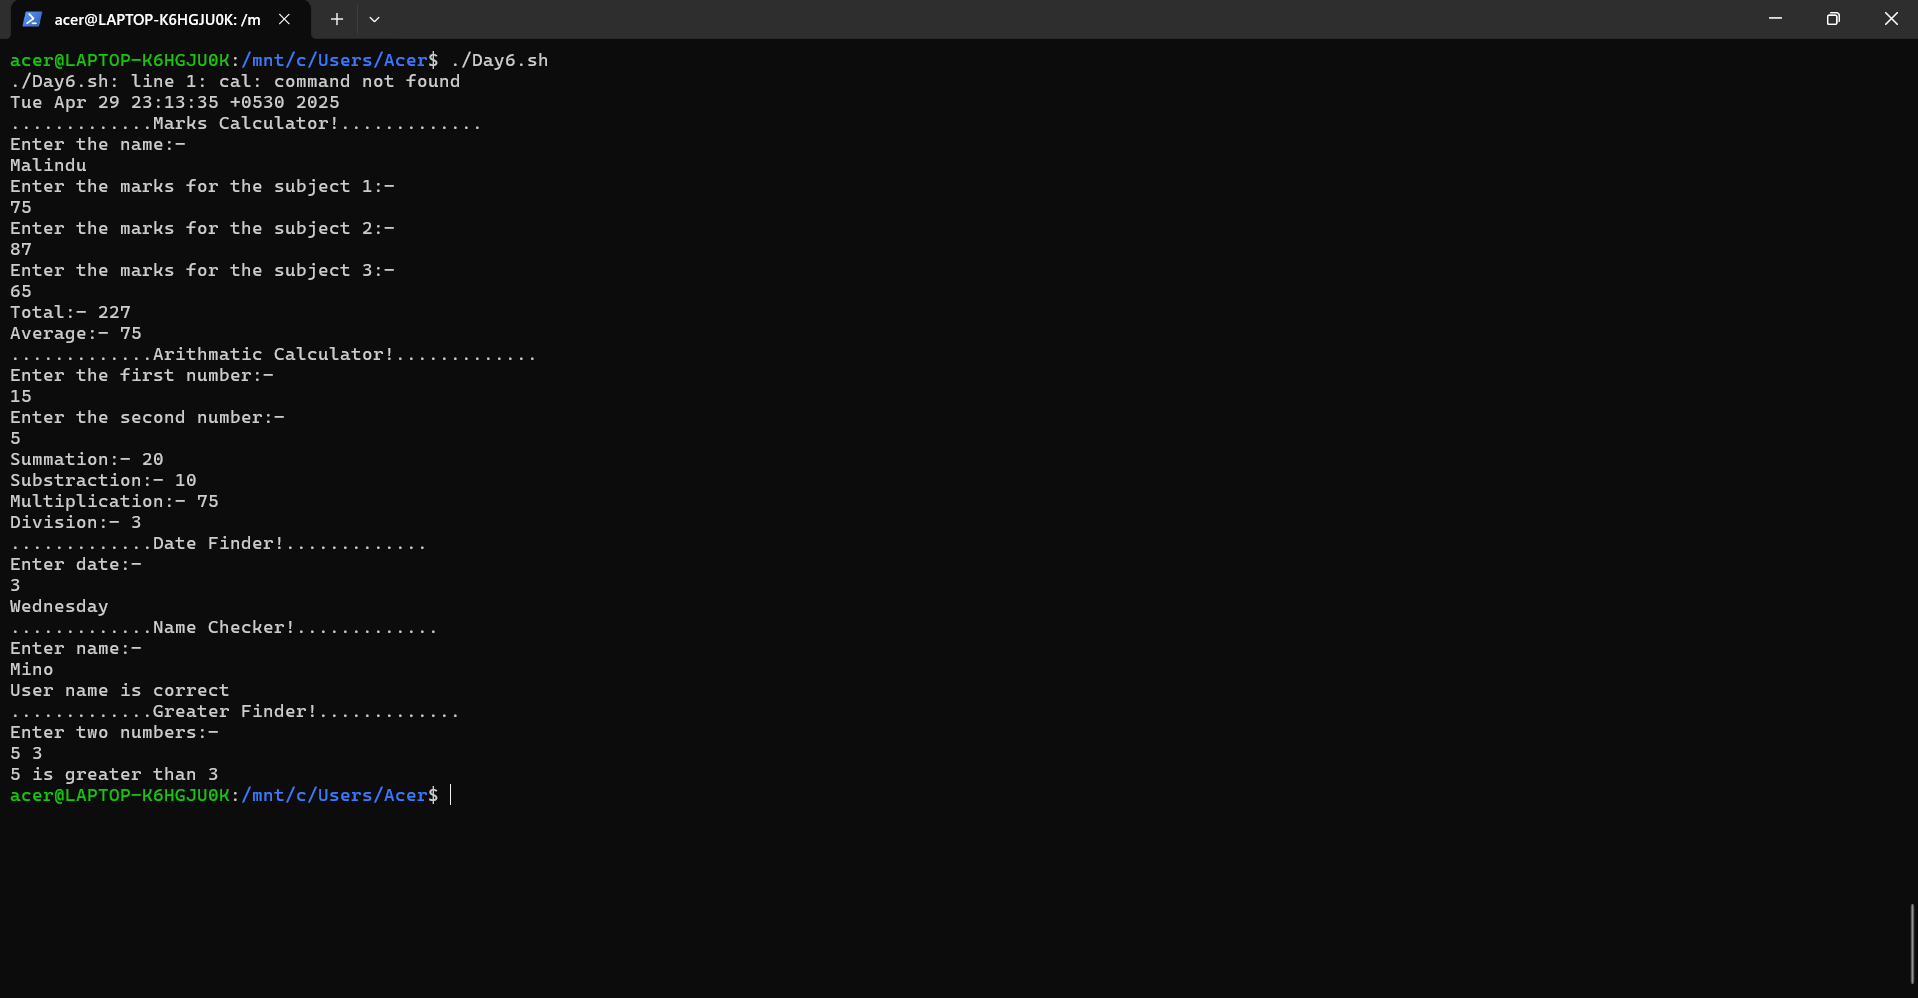 acer@LAPTOP-K6HGJU0K: /m
acer@LAPTOP-K6HGJU0K:/mnt/c/Users/Acer$ ./Day6.sh
./Day6.sh: line 1: cal: command not found
Tue Apr 29 23:13:35 +0530 2025
.............Marks Calculator!.............
Enter the name:-
Malindu
Enter the marks for the subject 1:-
75
Enter the marks for the subject 2:-
87
Enter the marks for the subject 3:-
65
Total:- 227
Average:- 75
.............Arithmatic Calculator!.............
Enter the first number:-
15
Enter the second number:-
5
Summation:- 20
Substraction:- 10
Multiplication:- 75
Division:- 3
.............Date Finder!.............
Enter date:-
3
Wednesday
.............Name Checker!.............
Enter name:-
Mino
User name is correct
.............Greater Finder!.............
Enter two numbers:-
5 3
5 is greater than 3
acer@LAPTOP-K6HGJU0K:/mnt/c/Users/Acer$